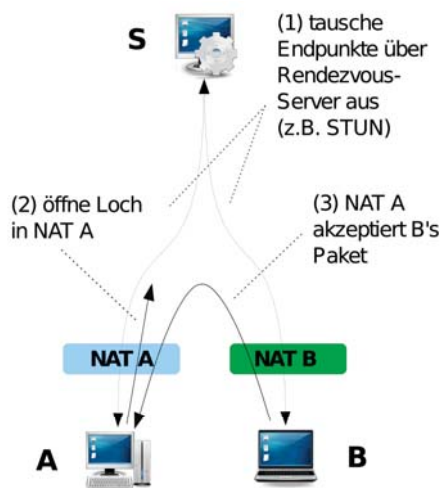 S
(1) tausche
Endpunkte über
Rendezvous-
Server aus
(z.B. STUN)
(2) öffne Loch
in NAT A
(3) NAT A
akzeptiert B's
Paket
NAT A
NAT B
A
B